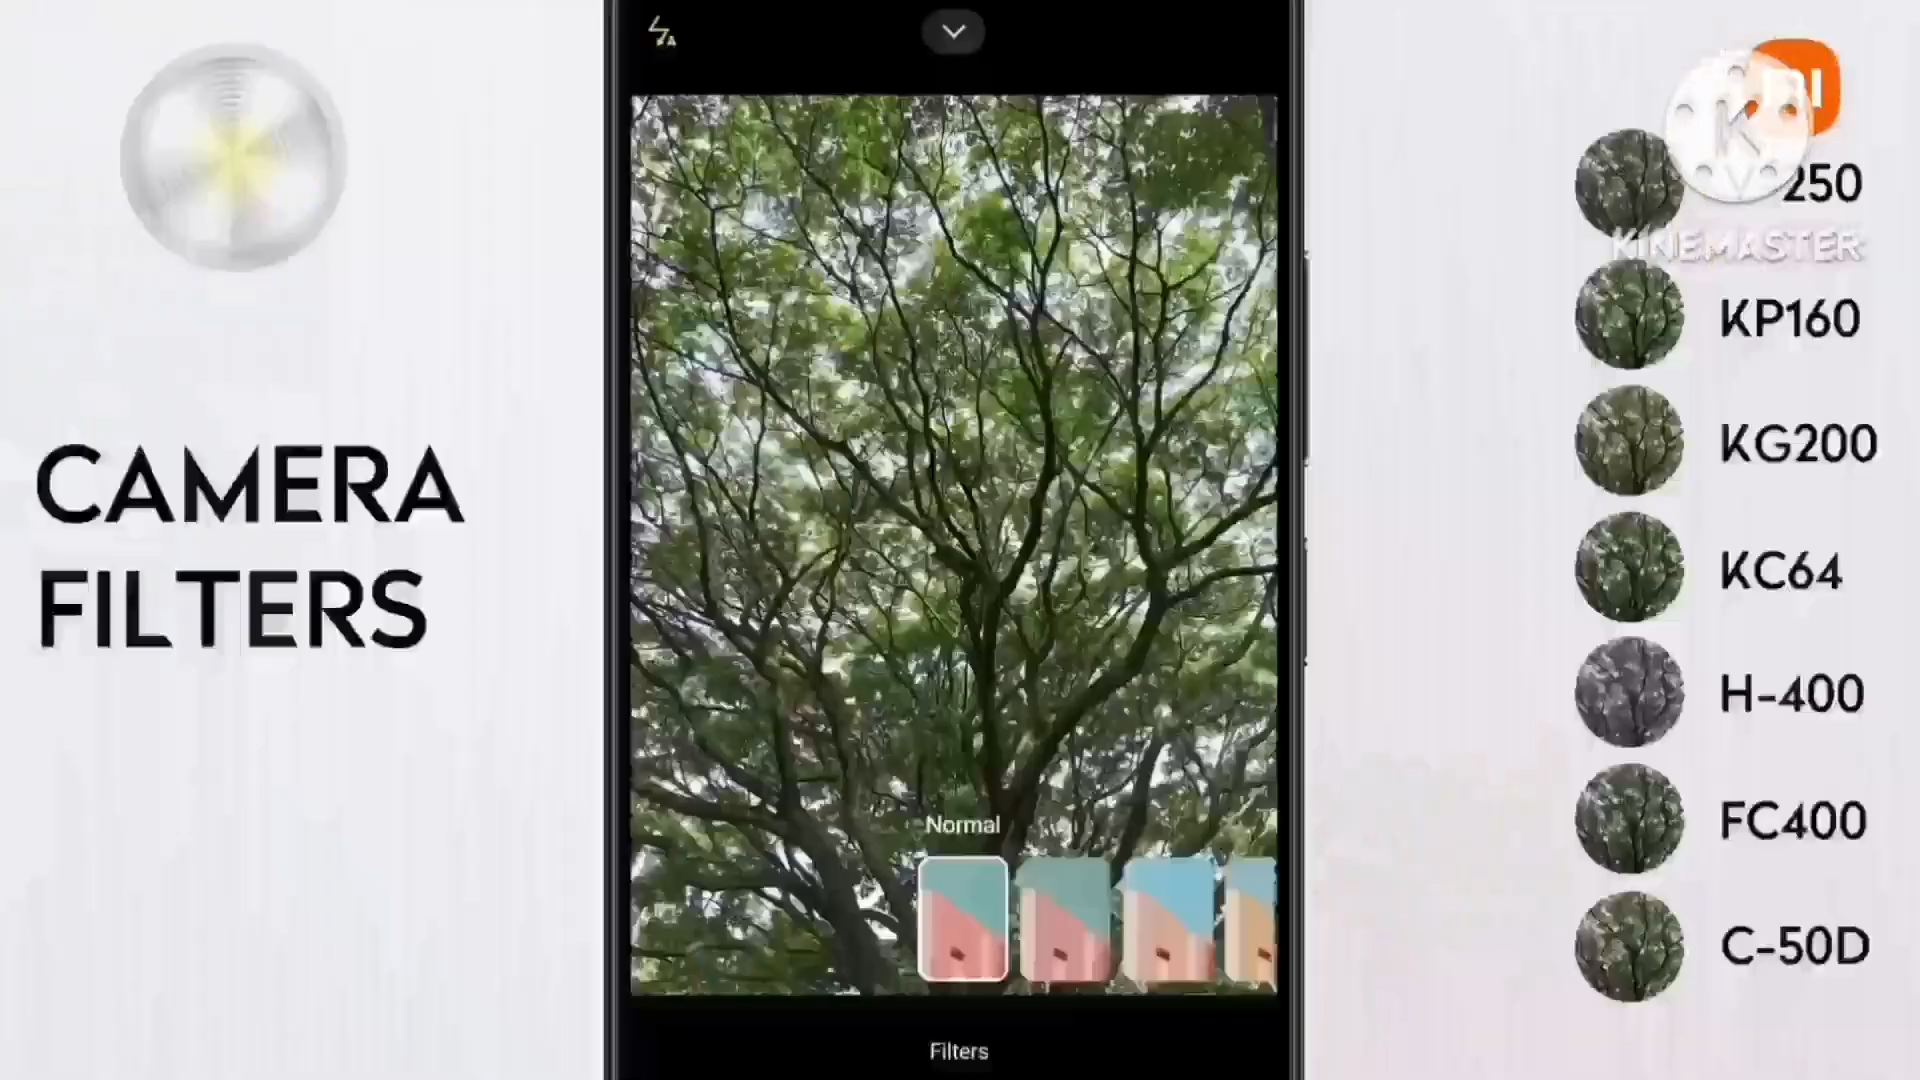 CAMERA
FILTERS
Normal
Filters
250
KINEMASTER
KP160
KG200
KC64
H-400
FC400
C-50D